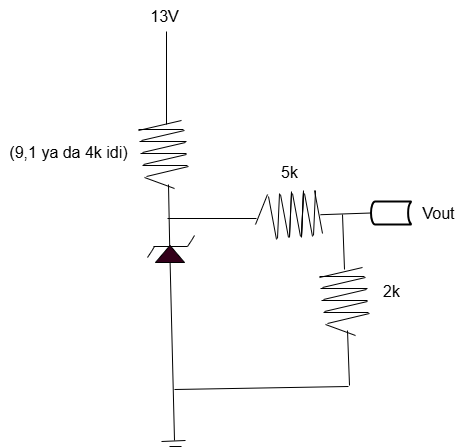 13V
(9,1 ya da 4k idi)
5k
Vout
2k